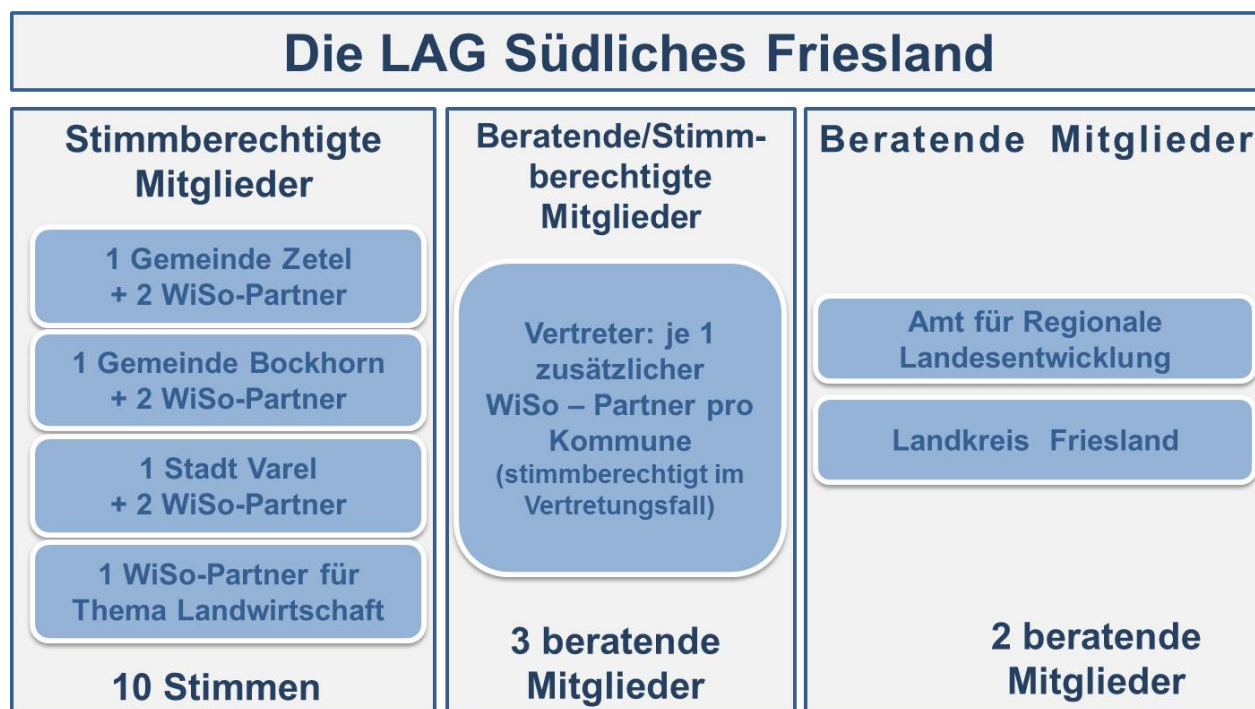 Die LAG Südliches Friesland
Stimmberechtigte
Mitglieder
1 Gemeinde Zetel
+ 2 WiSo-Partner
1 Gemeinde Bockhorn
+ 2 WiSo-Partner
1 Stadt Varel
+ 2 WiSo-Partner
1 WiSo-Partner für
Thema Landwirtschaft
10 Stimmen
Beratende/Stimm-
berechtigte
Mitglieder
Vertreter: je 1
zusätzlicher
WiSo – Partner pro
Kommune
(stimmberechtigt im
Vertretungsfall)
3 beratende
Mitglieder
Beratende Mitglieder
Amt für Regionale
Landesentwicklung
Landkreis Friesland
2 beratende
Mitglieder